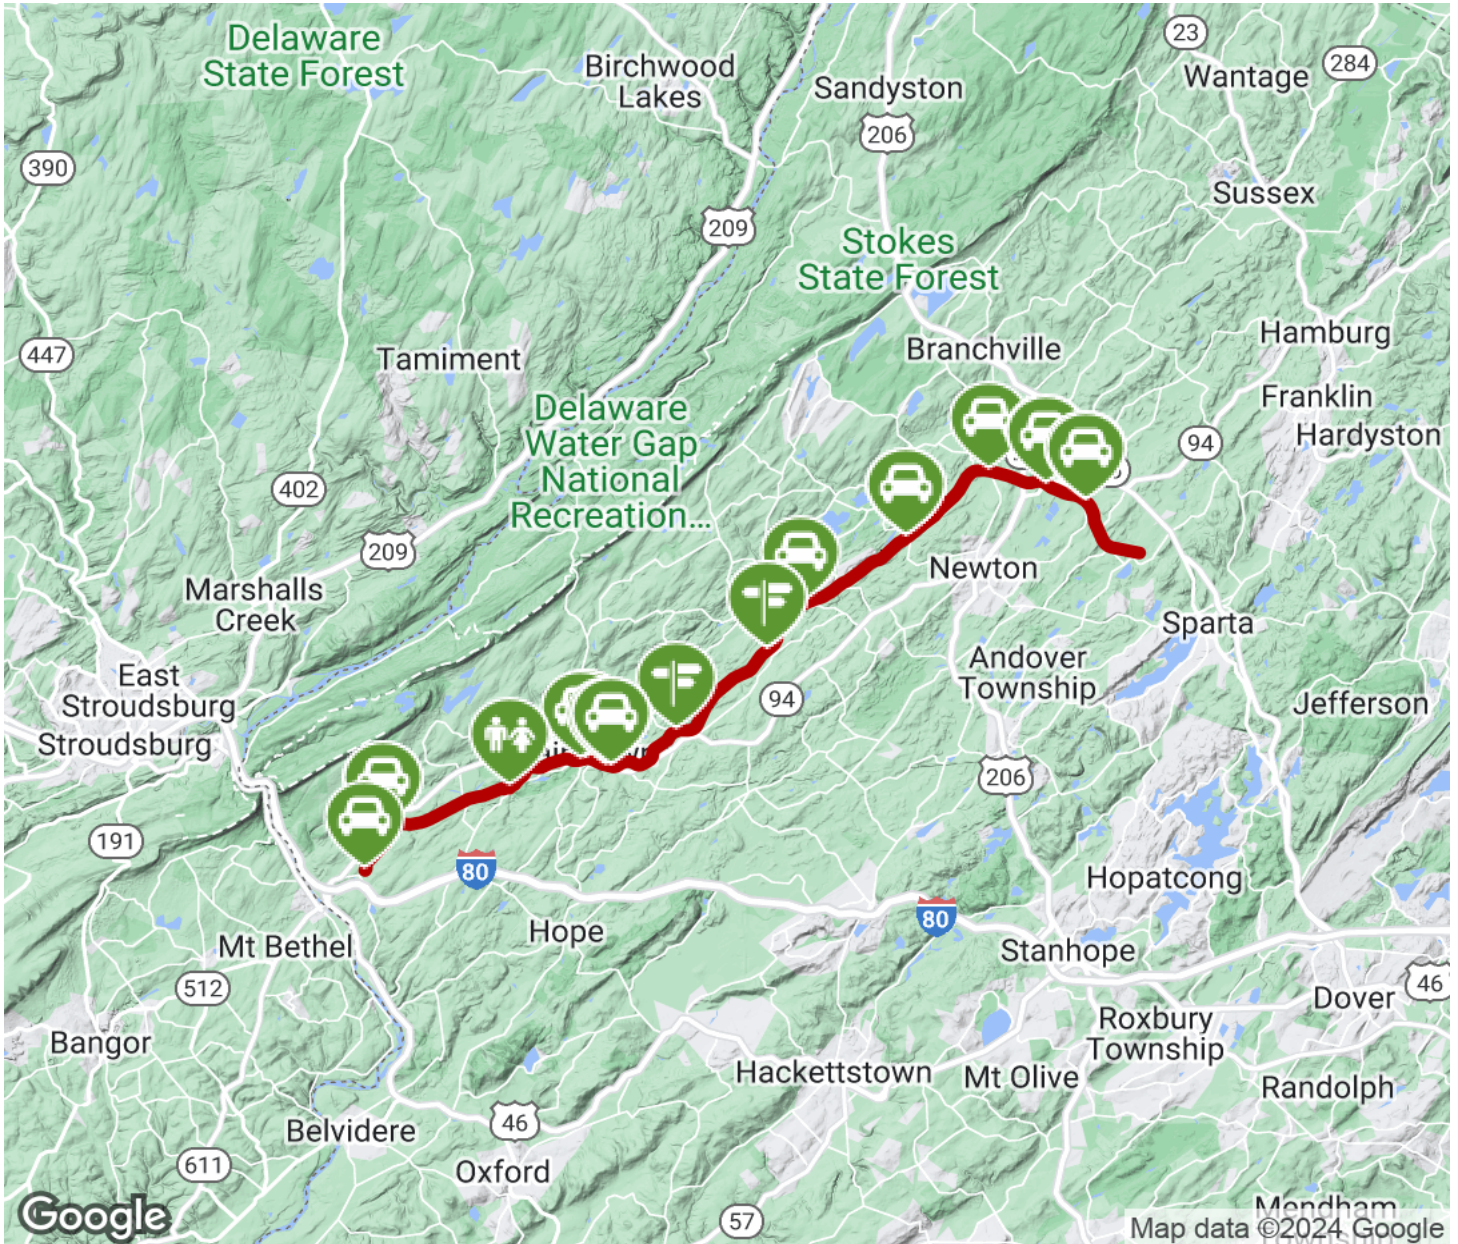 Delaware
State Forest
Birchwood
Lakes
Sandyston
206
23
Wantage
284
390
209
Sussex
Stokes
State Forest
447
Tamiment
Branchville
Hamburg
Delaware
Water Gap
National
Recreation...
Franklin
Hardyston
94
402
209
Newton
Marshalls
Creek
Sparta
East
Stroudsburg
Stroudsburg
Andover
Township
94
Jefferson
206
191
80
Hopatcong
80
Hope
Mt Bethel
Stanhope
512
46
Dover
Bangor
Roxbury
Township
Hackettstown
Mt Olive
Randolph
46
Belvidere
611
Oxford
57
Mendham
Google
Map data ©2024 Google